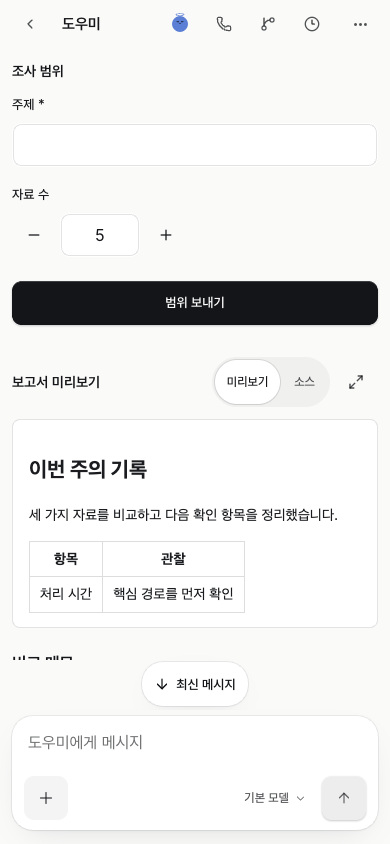 도우미
조사 범위
주제 *
자료 수
5
범위 보내기
보고서 미리보기
미리보기
소스
이번 주의 기록
세 가지 자료를 비교하고 다음 확인 항목을 정리했습니다.
항목 관찰
처리 시간 핵심 경로를 먼저 확인
최신 메시지
도우미에게 메시지
기본 모델